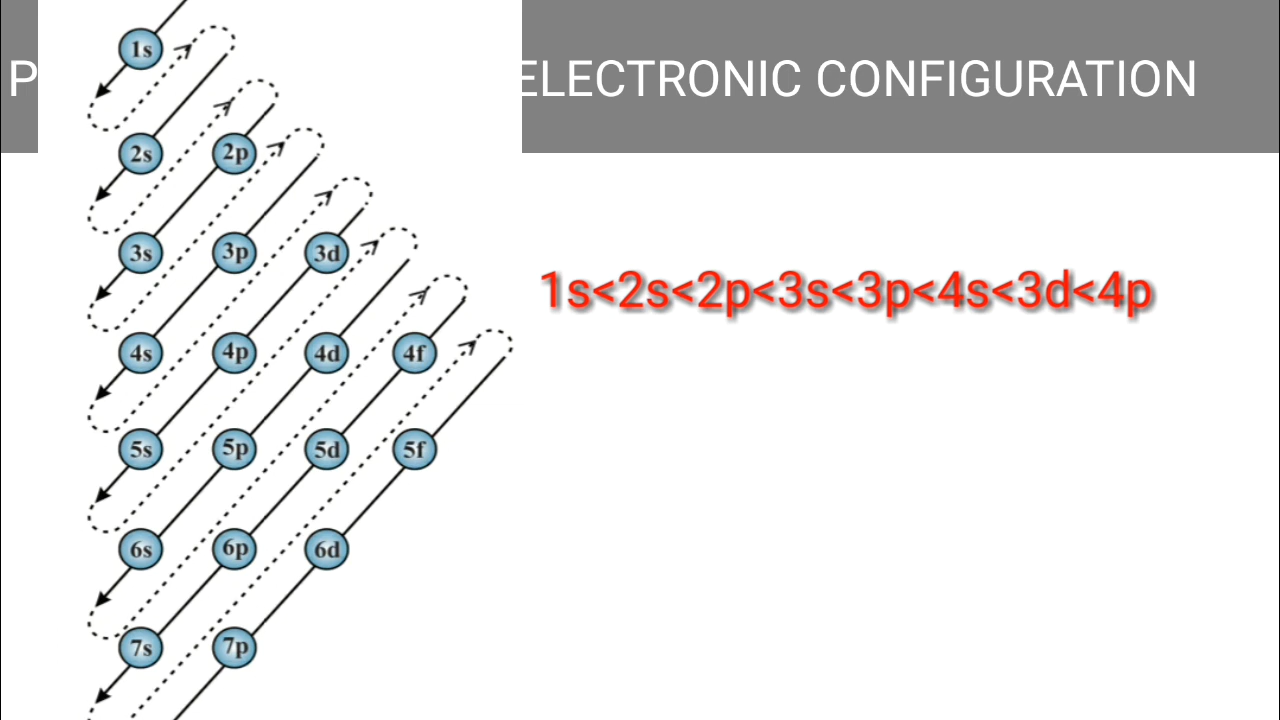 P
ELECTRONIC CONFIGURATION
1s
2s 2p
3s 3p 3d
1s<2s<2p<3s<3p<4s<3d<4p
4s 4p 4d 4f
5s 5p 5d 5f
6s 6p 6d
7s 7p